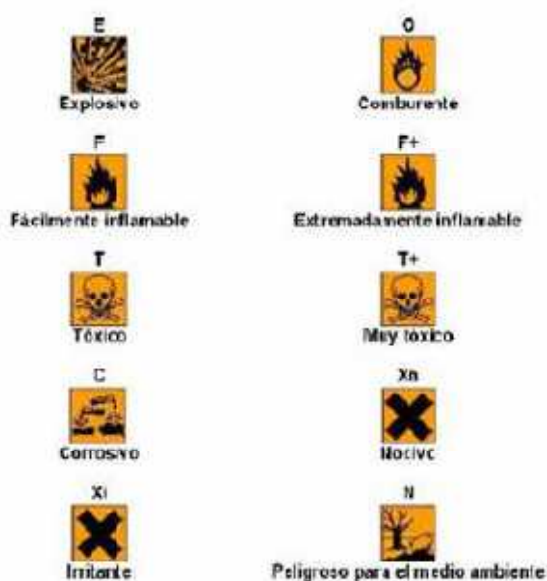 E O
Explosivo Comburente
F F+
Fácilmente inflamable Extremadamente inflamable
T T+
Tóxico Muy tóxico
C Xn
Corrosivo Nocivo
Xi N
Irritante Peligroso para el medio ambiente